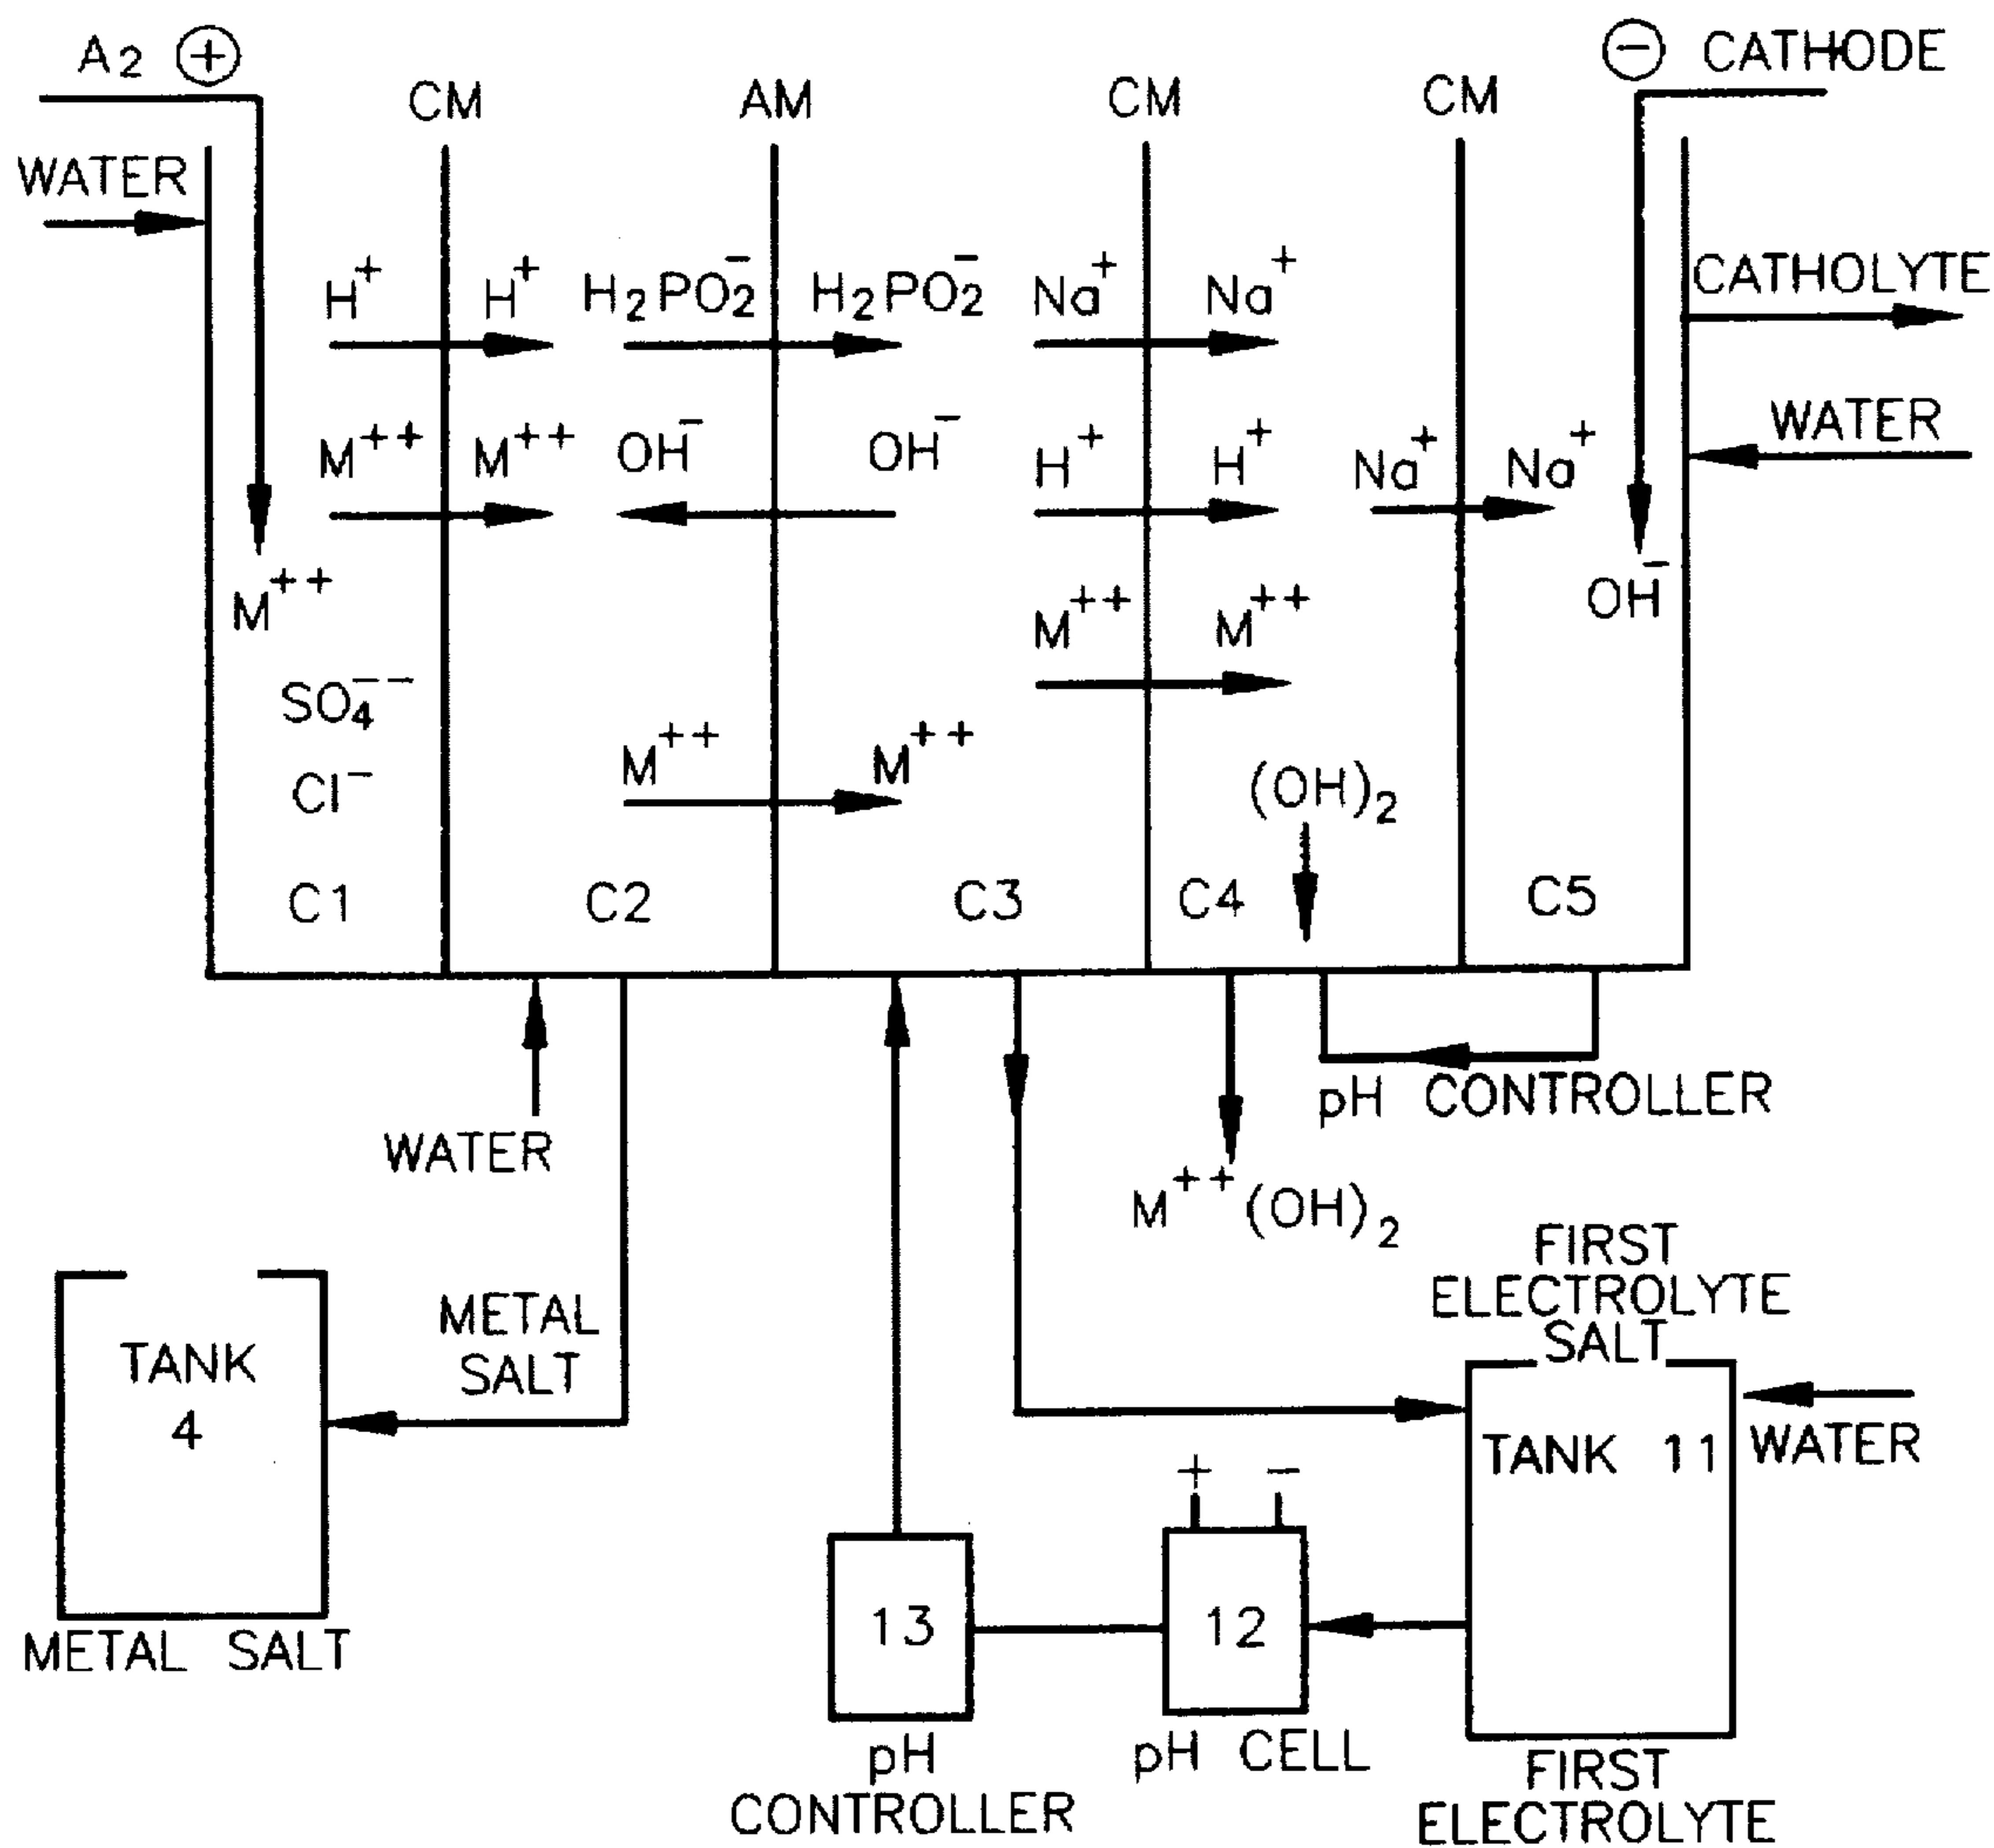 A2 + − CATHODE
CM AM CM CM
WATER
H+ H+ H2PO2− H2PO2− Na+ Na+
CATHOLYTE
M++ M++ OH− OH− H+ H+ Na+ Na+
WATER
M++ M++ M++ OH−
SO4−−
M++ M++
Cl− (OH)2
C1 C2 C3 C4 C5
pH CONTROLLER
WATER
M++(OH)2
METAL
SALT
TANK
4
METAL SALT
FIRST
ELECTROLYTE
SALT
TANK 11 WATER
+ −
13 12
pH
CONTROLLER
pH CELL
FIRST
ELECTROLYTE